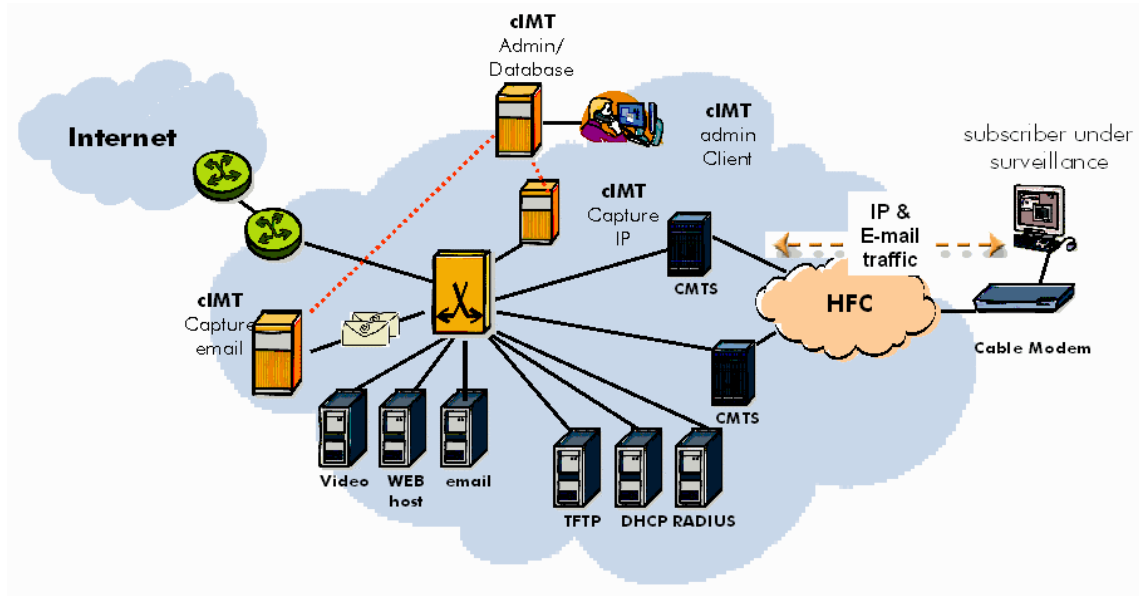 cIMT
Admin/
Database
Internet
cIMT
admin
Client
subscriber under
surveillance
cIMT
Capture
IP
IP &
E-mail
traffic
CMTS
HFC
cIMT
Capture
email
Cable Modem
CMTS
Video
WEB
host
email
TFTP
DHCP
RADIUS